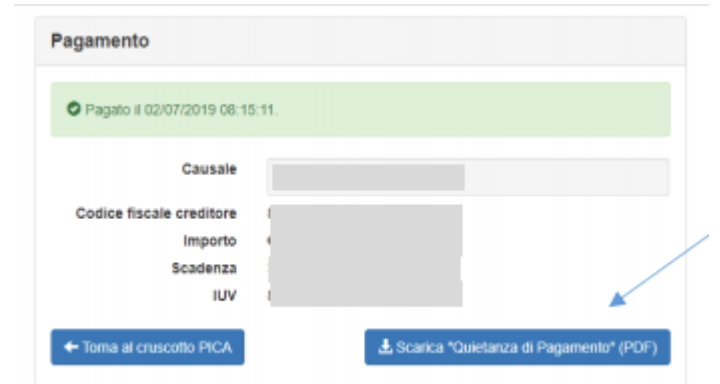 Pagamento
Pagato il 02/07/2019 08:15:11.
Causale
Codice fiscale creditore
Importo
Scadenza
IUV
Torna al cruscotto PICA
Scarica "Quietanza di Pagamento" (PDF)